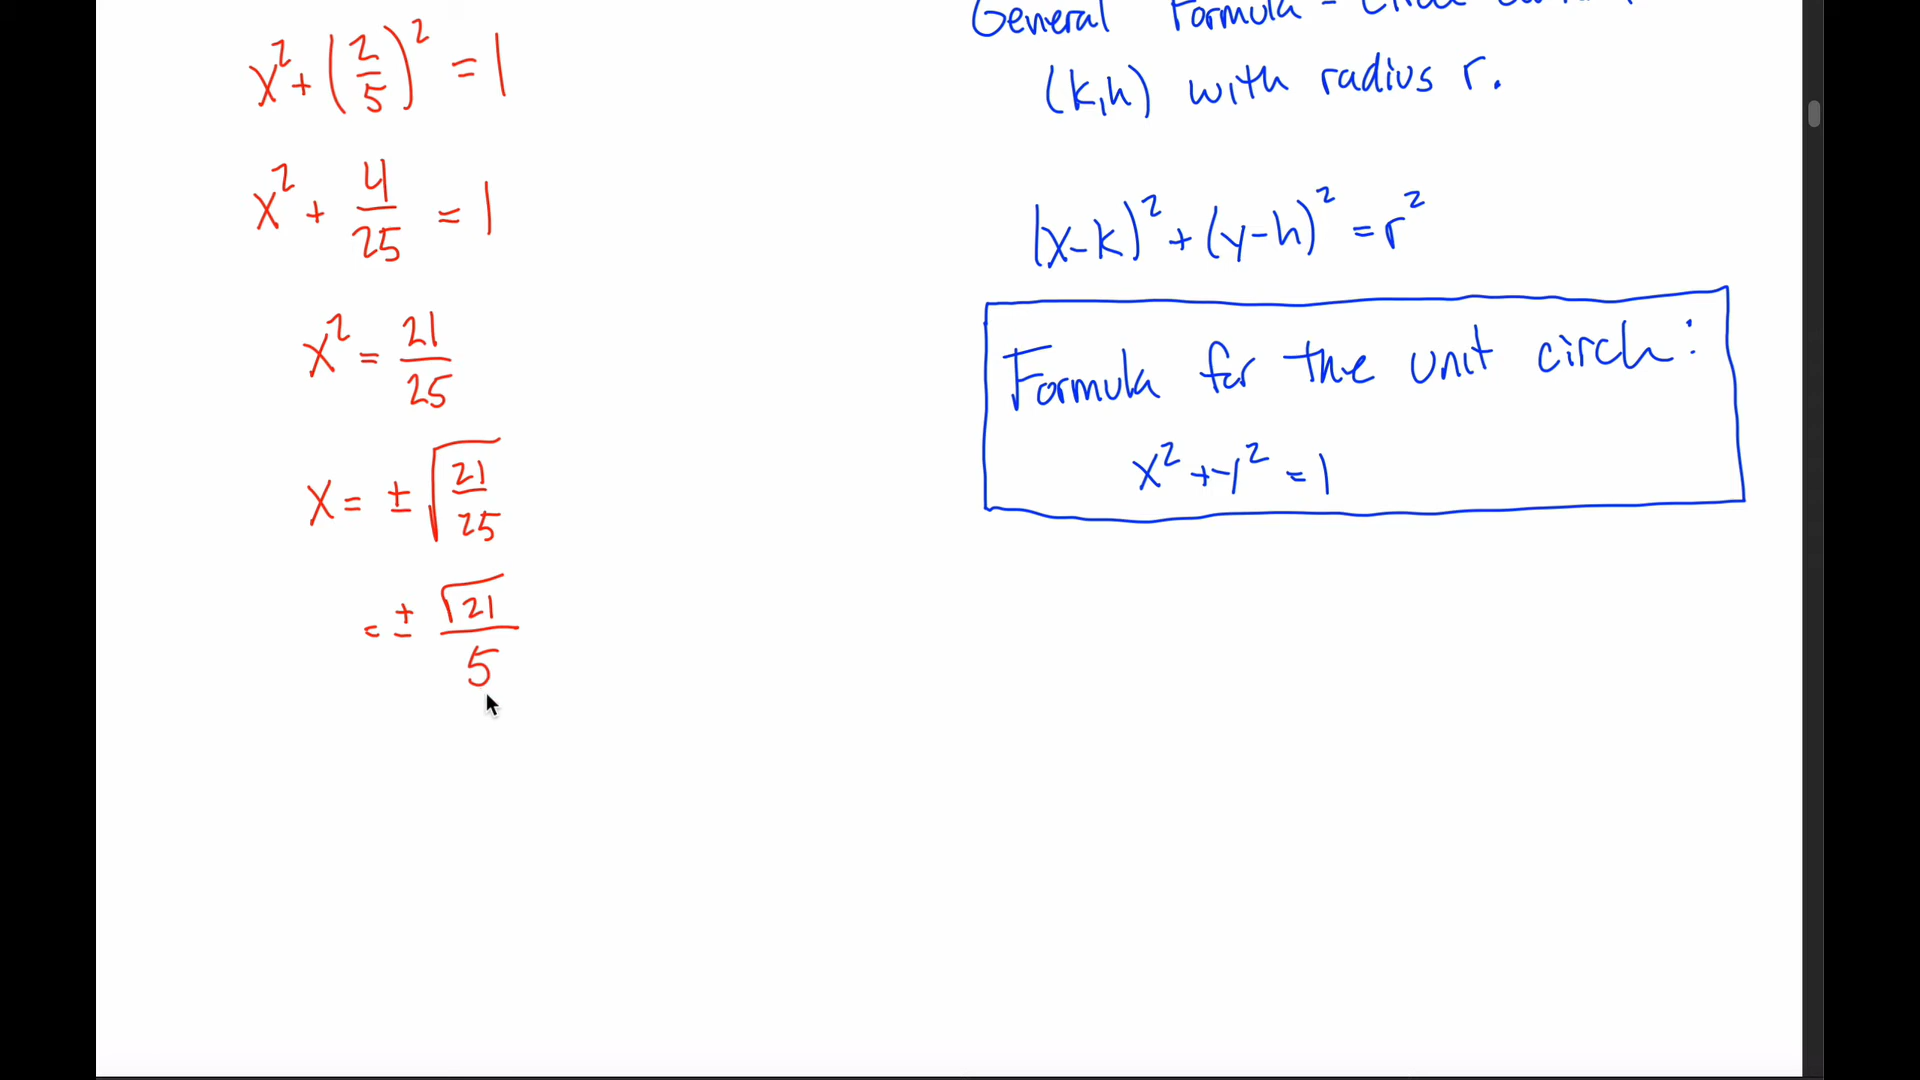 x² + (2/5)² = 1
x² + 4/25 = 1
x² = 21/25
x = ± √(21/25)
= ± √21/5
General Formula -
(k,h) with radius r.
(x-k)² + (y-h)² = r²
Formula for the unit circle:
x² + y² = 1